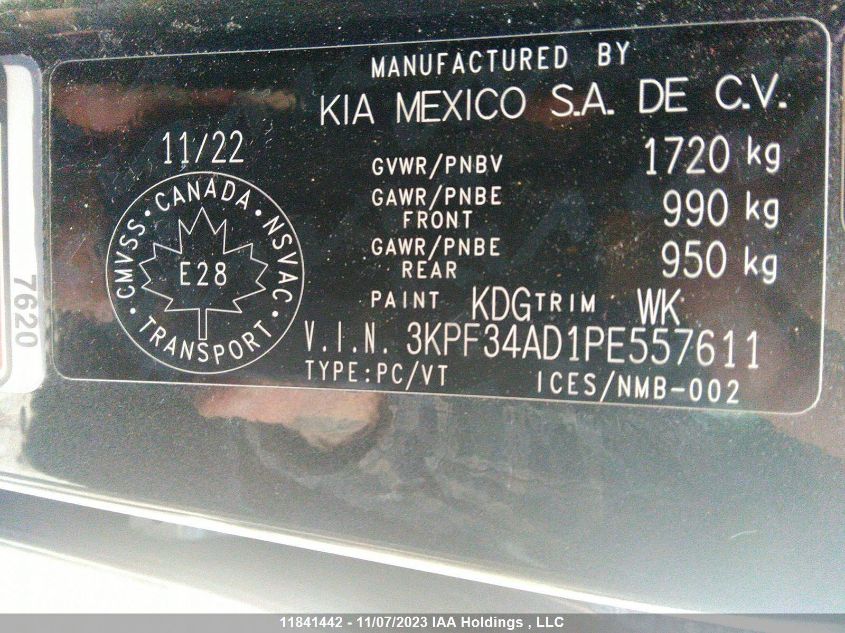 MANUFACTURED BY
KIA MEXICO S.A. DE C.V.
11/22
GVWR/PNBV 1720 kg
GAWR/PNBE FRONT 990 kg
GAWR/PNBE REAR 950 kg
PAINT KDG TRIM WK
V.I.N. 3KPF34AD1PE557611
TYPE:PC/VT ICES/NMB-002
CMVSS · CANADA · NSVAC · TRANSPORT ·
E28
7620
11841442 - 11/07/2023 IAA Holdings , LLC